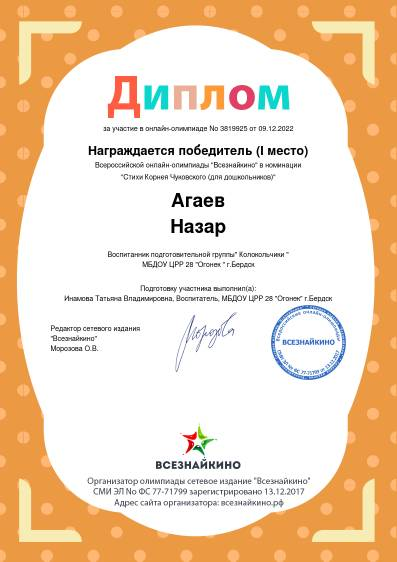 Диплом
за участие в онлайн-олимпиаде No 3819925 от 09.12.2022
Награждается победитель (I место)
Всероссийской онлайн-олимпиады "Всезнайкино" в номинации
"Стихи Корнея Чуковского (для дошкольников)"
Агаев
Назар
Воспитанник подготовительной группы" Колокольчики "
МБДОУ ЦРР 28 "Огонек " г.Бердск
Подготовку участника выполнил(а):
Инамова Татьяна Владимировна, Воспитатель, МБДОУ ЦРР 28 "Огонек" г.Бердск
Редактор сетевого издания
"Всезнайкино"
Морозова О.В.
ВСЕЗНАЙКИНО
ВСЕЗНАЙКИНО
Организатор олимпиады сетевое издание "Всезнайкино"
СМИ ЭЛ No ФС 77-71799 зарегистрировано 13.12.2017
Адрес сайта организатора: всезнайкино.рф